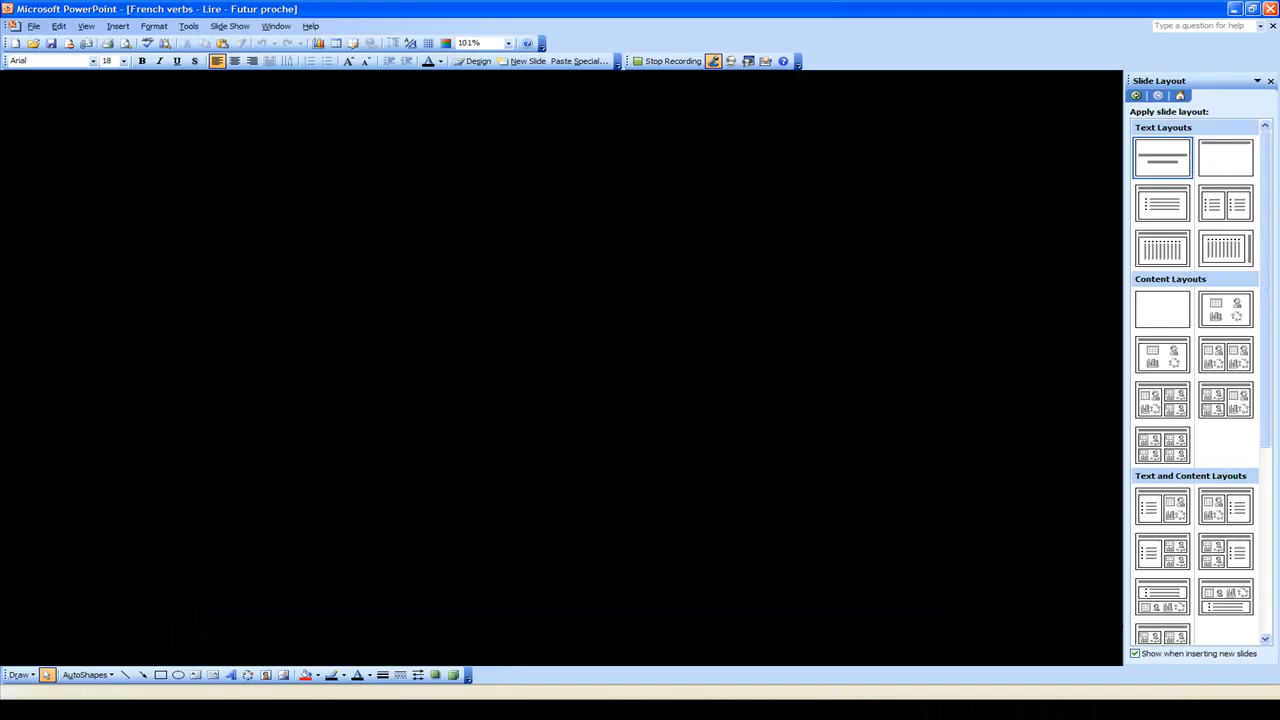 Microsoft PowerPoint - [French verbs - Lire - Futur proche]
File Edit View Insert Format Tools Slide Show Window Help
Type a question for help
101%
Arial 18 B I U S Design New Slide Paste Special... Stop Recording
Slide Layout
Apply slide layout:
Text Layouts
Content Layouts
Text and Content Layouts
Show when inserting new slides
Draw AutoShapes